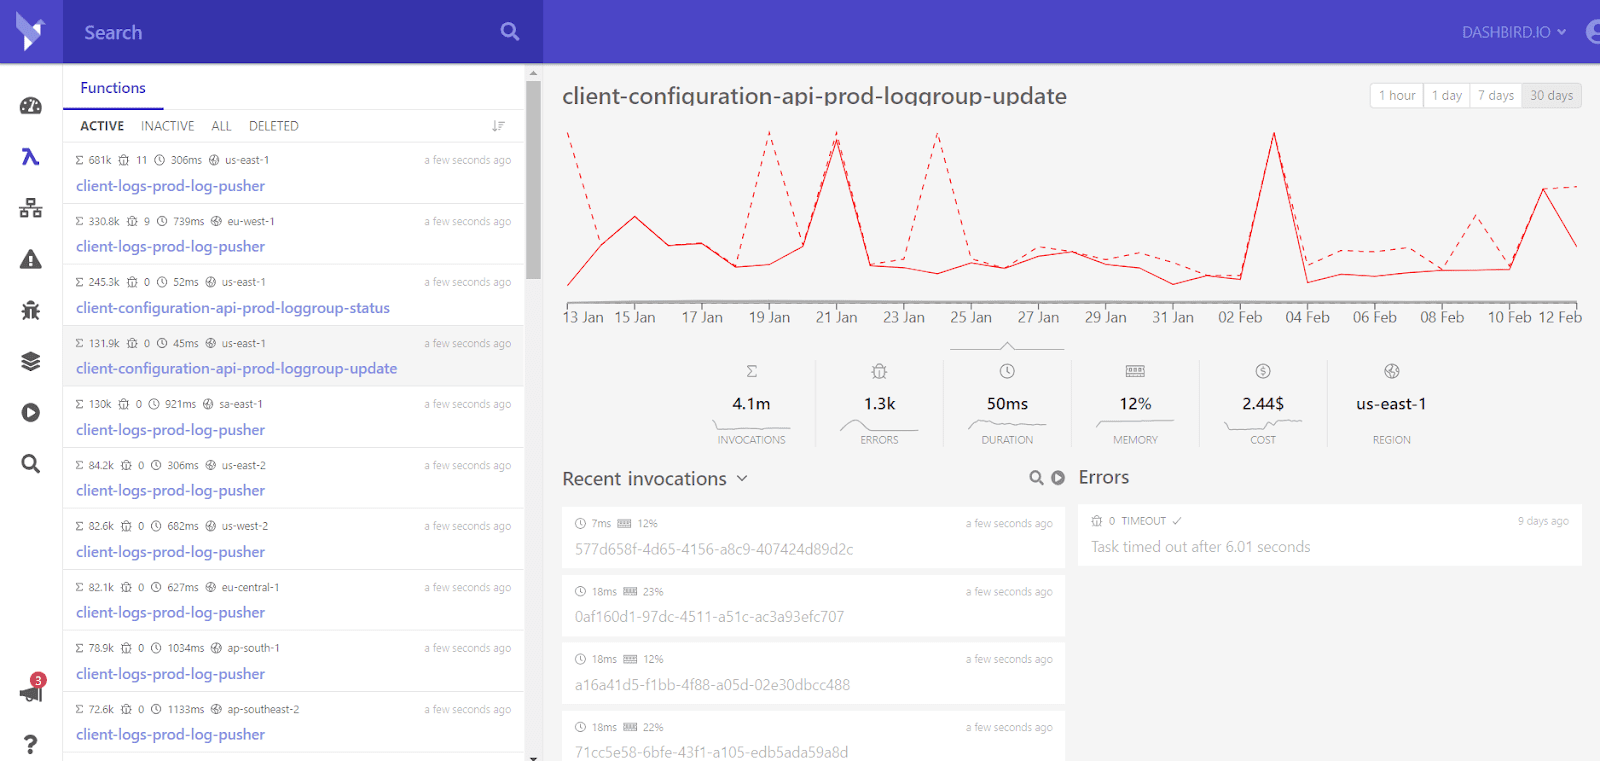 Search
DASHBIRD.IO
Functions
ACTIVE INACTIVE ALL DELETED
681k 11 306ms us-east-1 a few seconds ago
client-logs-prod-log-pusher
330.8k 9 739ms eu-west-1 a few seconds ago
client-logs-prod-log-pusher
245.3k 0 52ms us-east-1 a few seconds ago
client-configuration-api-prod-loggroup-status
131.9k 0 45ms us-east-1 a few seconds ago
client-configuration-api-prod-loggroup-update
130k 0 921ms sa-east-1 a few seconds ago
client-logs-prod-log-pusher
84.2k 0 306ms us-east-2 a few seconds ago
client-logs-prod-log-pusher
82.6k 0 682ms us-west-2 a few seconds ago
client-logs-prod-log-pusher
82.1k 0 627ms eu-central-1 a few seconds ago
client-logs-prod-log-pusher
78.9k 0 1034ms ap-south-1 a few seconds ago
client-logs-prod-log-pusher
72.6k 0 1133ms ap-southeast-2 a few seconds ago
client-logs-prod-log-pusher
3
client-configuration-api-prod-loggroup-update
1 hour 1 day 7 days 30 days
13 Jan 15 Jan 17 Jan 19 Jan 21 Jan 23 Jan 25 Jan 27 Jan 29 Jan 31 Jan 02 Feb 04 Feb 06 Feb 08 Feb 10 Feb 12 Feb
4.1m 1.3k 50ms 12% 2.44$ us-east-1
INVOCATIONS ERRORS DURATION MEMORY COST REGION
Recent invocations
7ms 12% a few seconds ago
577d658f-4d65-4156-a8c9-407424d89d2c
18ms 23% a few seconds ago
0af160d1-97dc-4511-a51c-ac3a93efc707
18ms 12% a few seconds ago
a16a41d5-f1bb-4f88-a05d-02e30dbcc488
18ms 22% a few seconds ago
71cc5e58-6bfe-43f1-a105-edb5ada59a8d
Errors
0 TIMEOUT 9 days ago
Task timed out after 6.01 seconds